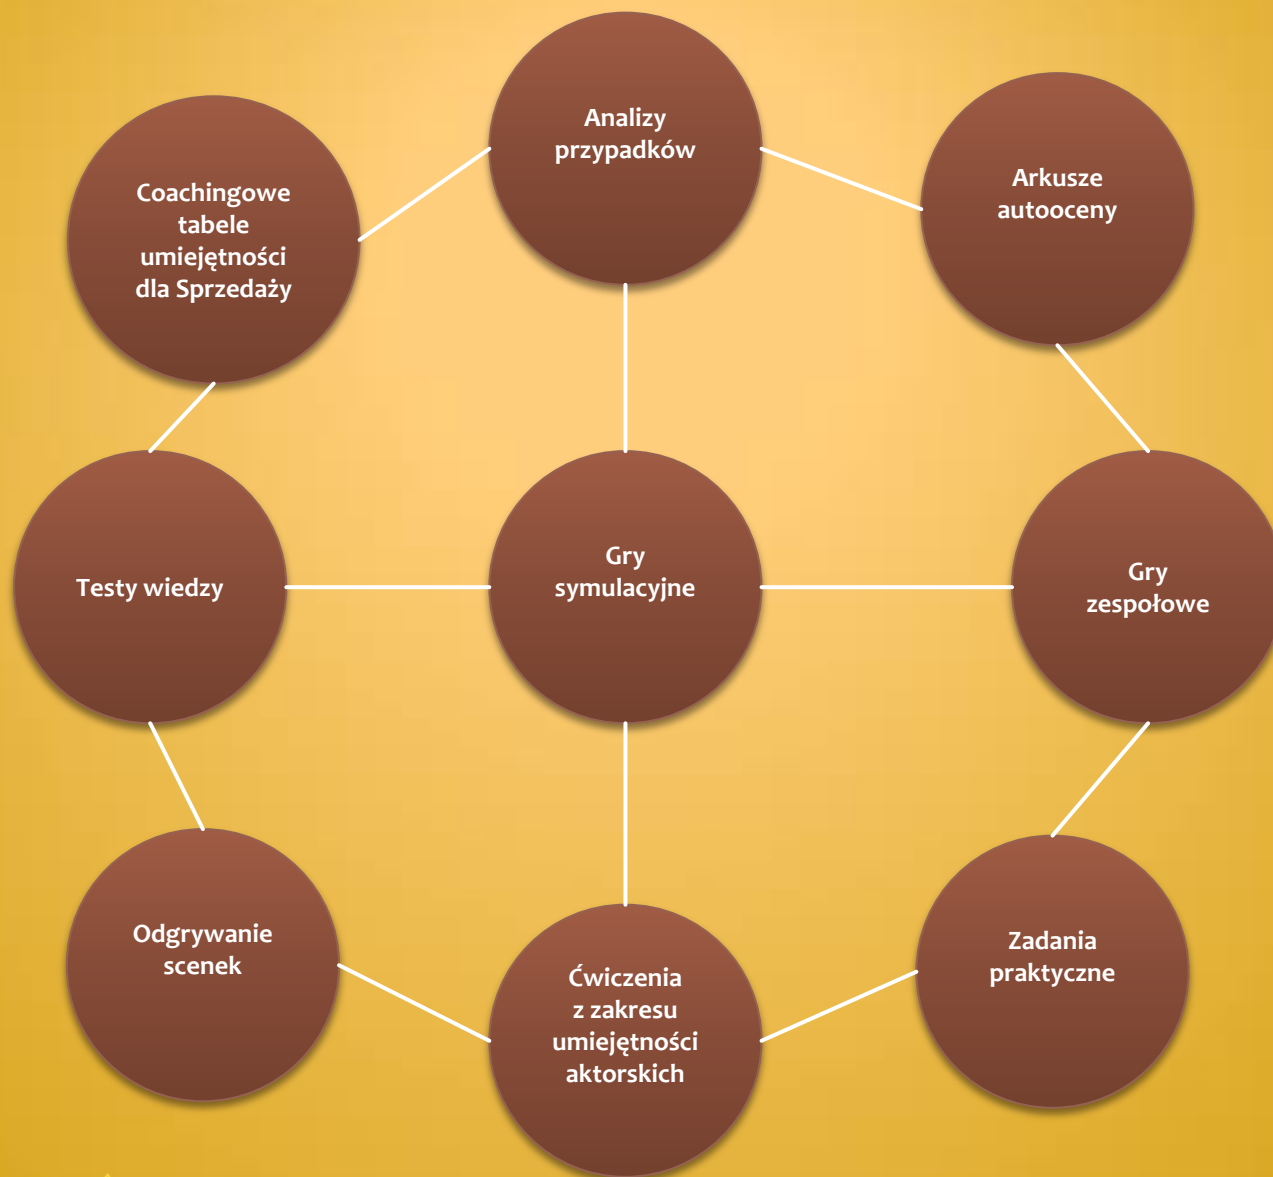 Analizy
przypadków
Coachingowe
tabele
umiejętności
dla Sprzedaży
Arkusze
autooceny
Testy wiedzy
Gry
symulacyjne
Gry
zespołowe
Odgrywanie
scenek
Ćwiczenia
z zakresu
umiejętności
aktorskich
Zadania
praktyczne